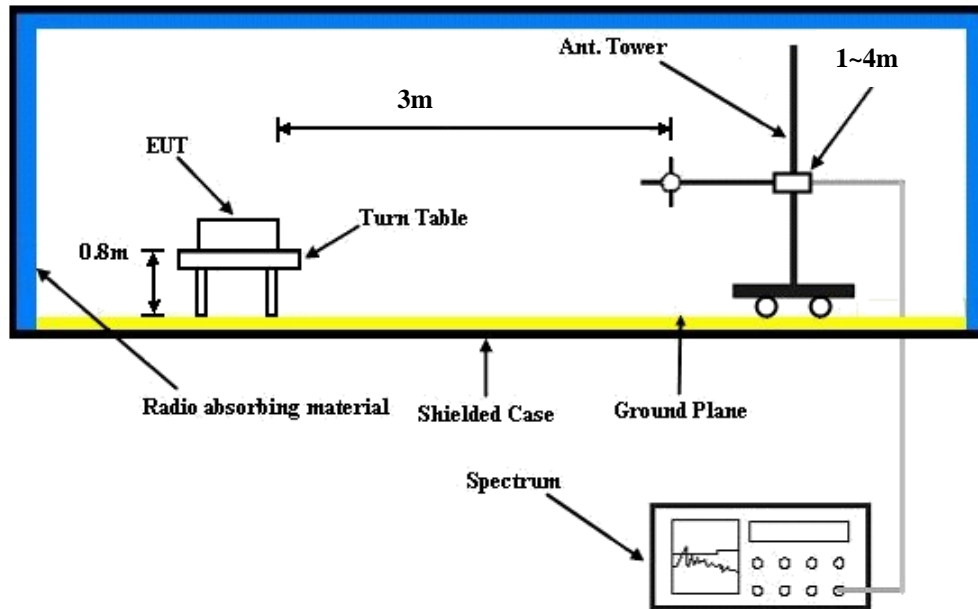 Ant. Tower
1~4m
3m
EUT
Turn Table
0.8m
Radio absorbing material
Shielded Case
Ground Plane
Spectrum